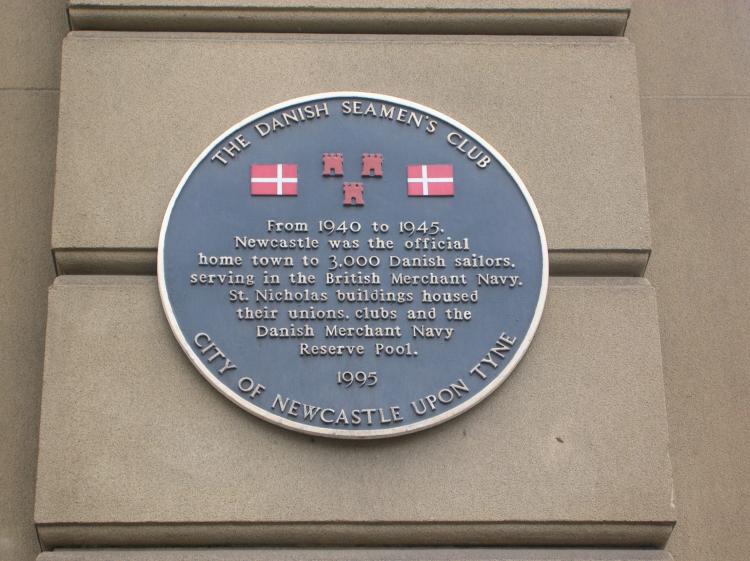 THE DANISH SEAMEN'S CLUB
From 1940 to 1945.
Newcastle was the official
home town to 3,000 Danish sailors.
serving in the British Merchant Navy.
St. Nicholas buildings housed
their unions. clubs and the
Danish Merchant Navy
Reserve Pool.
1995
CITY OF NEWCASTLE UPON TYNE